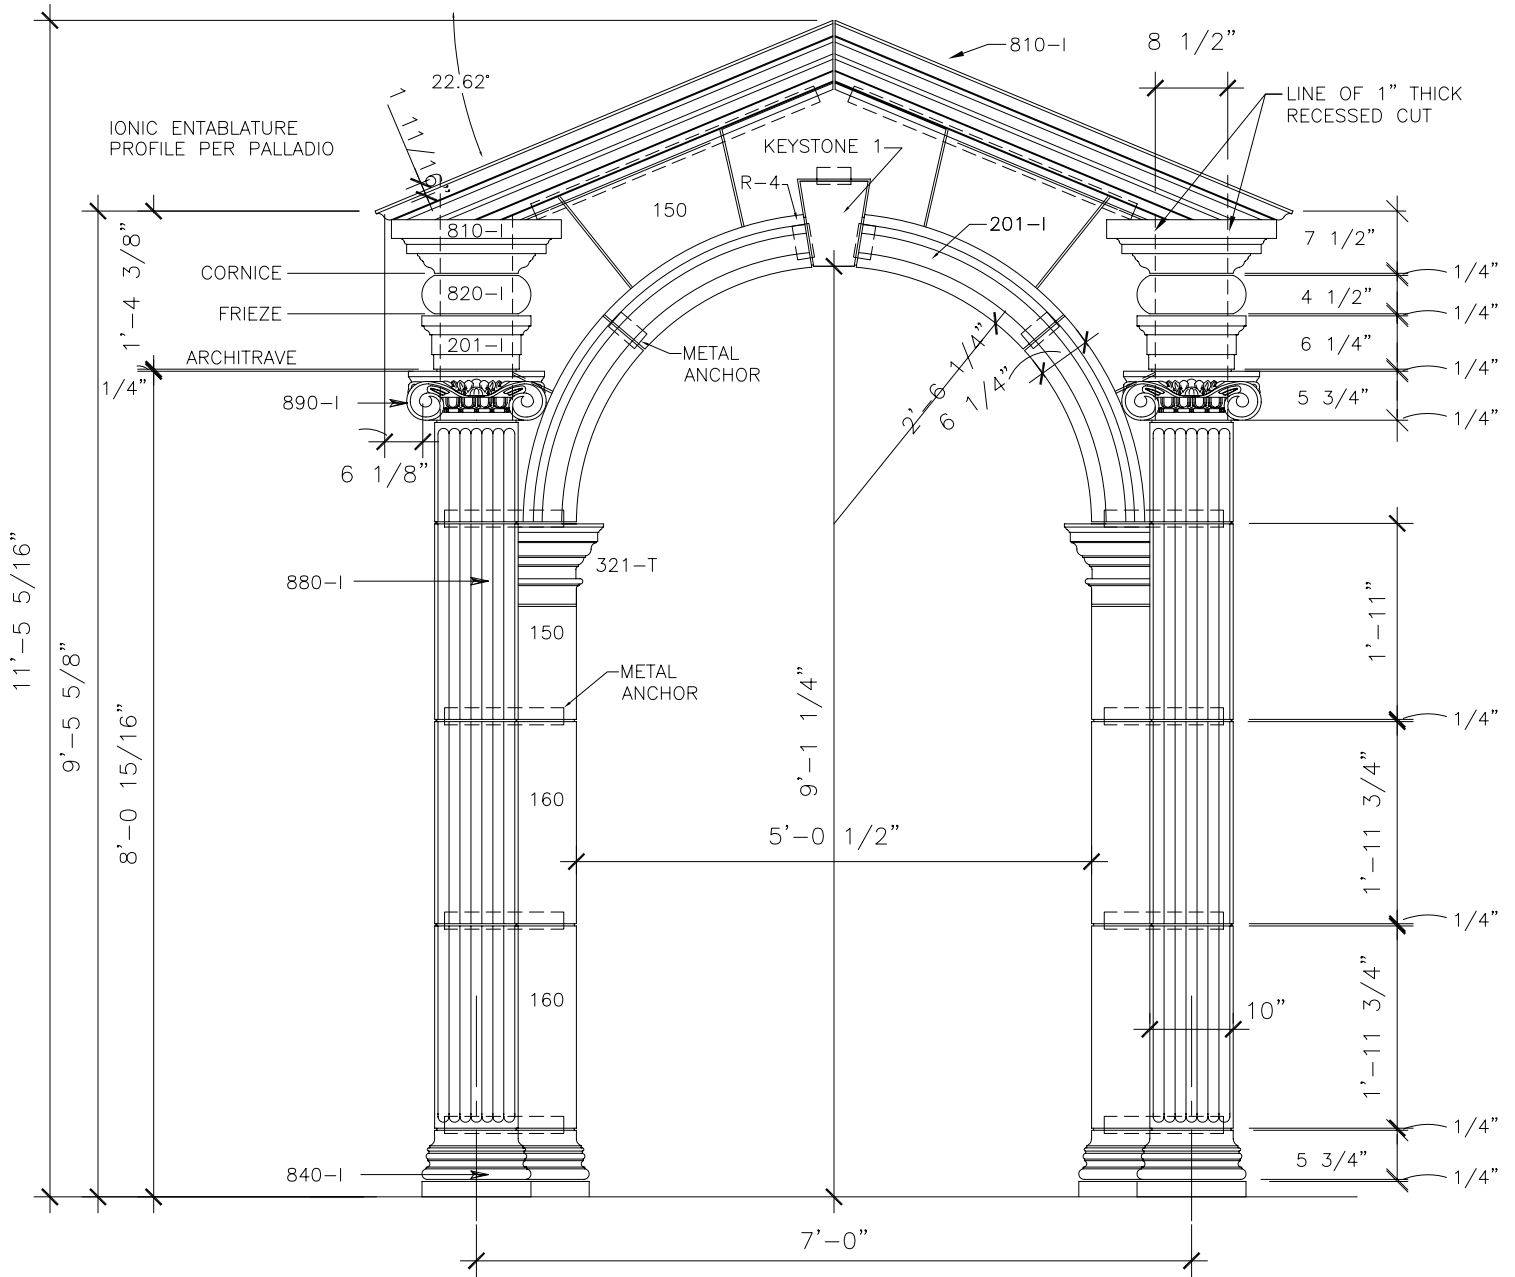 810-I
8 1/2"
22.62°
LINE OF 1" THICK
RECESSED CUT
1 11/16"
IONIC ENTABLATURE
PROFILE PER PALLADIO
KEYSTONE 1
R-4
150
201-I
810-I
7 1/2"
CORNICE
820-I
1/4"
4 1/2"
FRIEZE
1/4"
1'-4 3/8"
201-I
6 1/4"
ARCHITRAVE
METAL
ANCHOR
1/4"
1/4"
890-I
2'-6 1/4"
6 1/4"
5 3/4"
1/4"
6 1/8"
11'-5 5/16"
9'-5 5/8"
8'-0 15/16"
880-I
321-T
150
1'-11"
METAL
ANCHOR
9'-1 1/4"
1/4"
160
5'-0 1/2"
1'-11 3/4"
1/4"
160
10"
1'-11 3/4"
1/4"
840-I
5 3/4"
1/4"
7'-0"